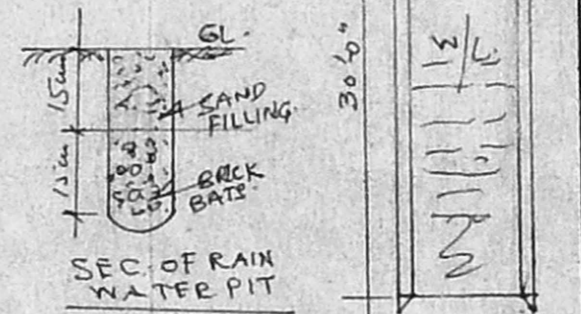 GL.
15cm
SAND
FILLING
15cm
BRICK
BATS.
SEC. OF RAIN
WATER PIT
30'0"